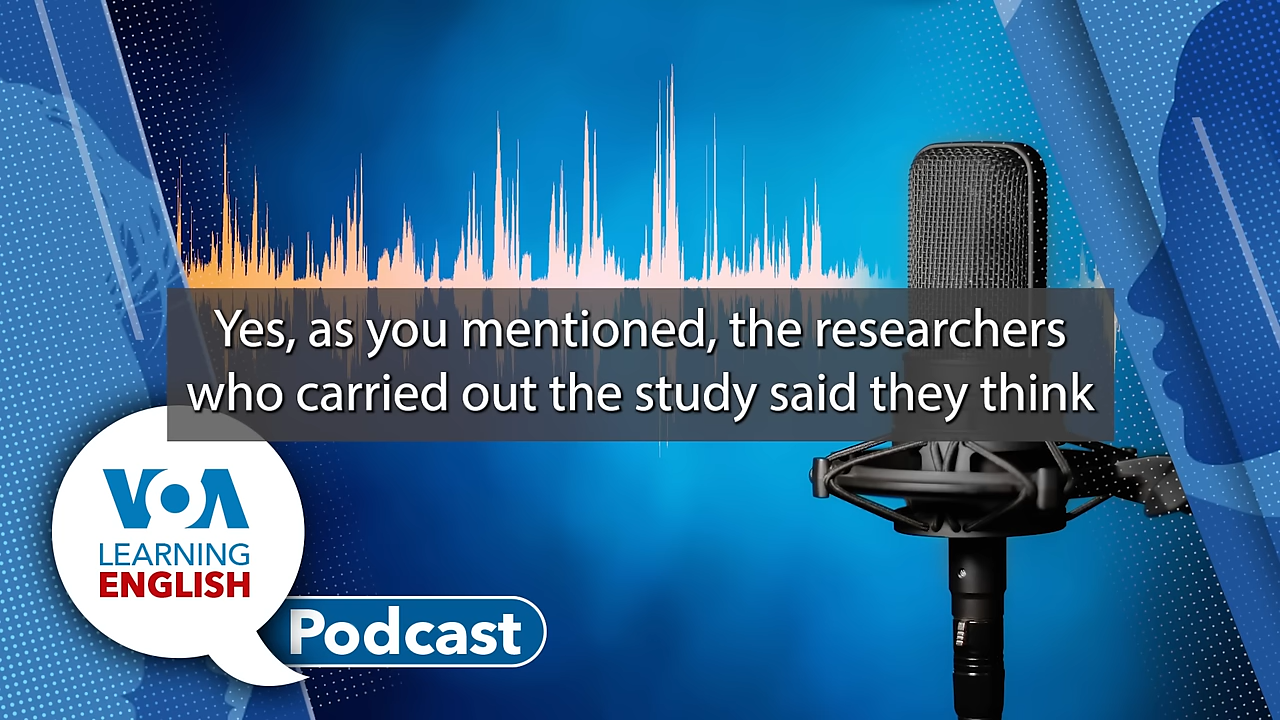 Yes, as you mentioned, the researchers
who carried out the study said they think
VOA
LEARNING
ENGLISH
Podcast